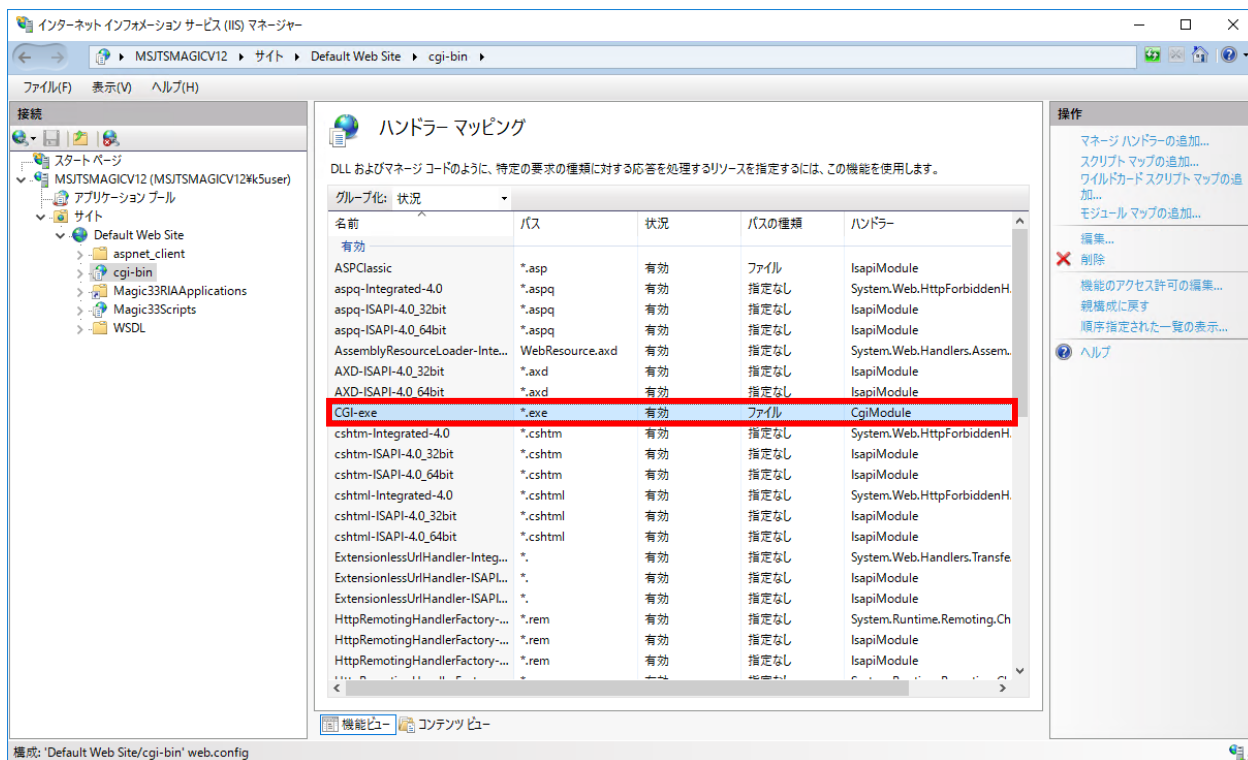 インターネット インフォメーション サービス (IIS) マネージャー
MSJTSMAGICV12 サイト Default Web Site cgi-bin
ファイル(F) 表示(V) ヘルプ(H)
接続
スタート ページ
MSJTSMAGICV12 (MSJTSMAGICV12¥k5user)
アプリケーション プール
サイト
Default Web Site
aspnet_client
cgi-bin
Magic33RIAApplications
Magic33Scripts
WSDL
ハンドラー マッピング
DLL およびマネージ コードのように、特定の要求の種類に対する応答を処理するリソースを指定するには、この機能を使用します。
グループ化: 状況
名前 パス 状況 パスの種類 ハンドラー
有効
ASPClassic *.asp 有効 ファイル IsapiModule
aspq-Integrated-4.0 *.aspq 有効 指定なし System.Web.HttpForbiddenH
aspq-ISAPI-4.0_32bit *.aspq 有効 指定なし IsapiModule
aspq-ISAPI-4.0_64bit *.aspq 有効 指定なし IsapiModule
AssemblyResourceLoader-Inte... WebResource.axd 有効 指定なし System.Web.Handlers.Assem
AXD-ISAPI-4.0_32bit *.axd 有効 指定なし IsapiModule
AXD-ISAPI-4.0_64bit *.axd 有効 指定なし IsapiModule
CGI-exe *.exe 有効 ファイル CgiModule
cshtm-Integrated-4.0 *.cshtm 有効 指定なし System.Web.HttpForbiddenH
cshtm-ISAPI-4.0_32bit *.cshtm 有効 指定なし IsapiModule
cshtm-ISAPI-4.0_64bit *.cshtm 有効 指定なし IsapiModule
cshtml-Integrated-4.0 *.cshtml 有効 指定なし System.Web.HttpForbiddenH
cshtml-ISAPI-4.0_32bit *.cshtml 有効 指定なし IsapiModule
cshtml-ISAPI-4.0_64bit *.cshtml 有効 指定なし IsapiModule
ExtensionlessUrlHandler-Integ... *. 有効 指定なし System.Web.Handlers.Transfe
ExtensionlessUrlHandler-ISAPI... *. 有効 指定なし IsapiModule
ExtensionlessUrlHandler-ISAPI... *. 有効 指定なし IsapiModule
HttpRemotingHandlerFactory-... *.rem 有効 指定なし System.Runtime.Remoting.Ch
HttpRemotingHandlerFactory-... *.rem 有効 指定なし IsapiModule
HttpRemotingHandlerFactory-... *.rem 有効 指定なし IsapiModule
機能ビュー コンテンツ ビュー
操作
マネージ ハンドラーの追加...
スクリプト マップの追加...
ワイルドカード スクリプト マップの追
加...
モジュール マップの追加...
編集...
削除
機能のアクセス許可の編集...
親構成に戻す
順序指定された一覧の表示...
ヘルプ
構成: 'Default Web Site/cgi-bin' web.config